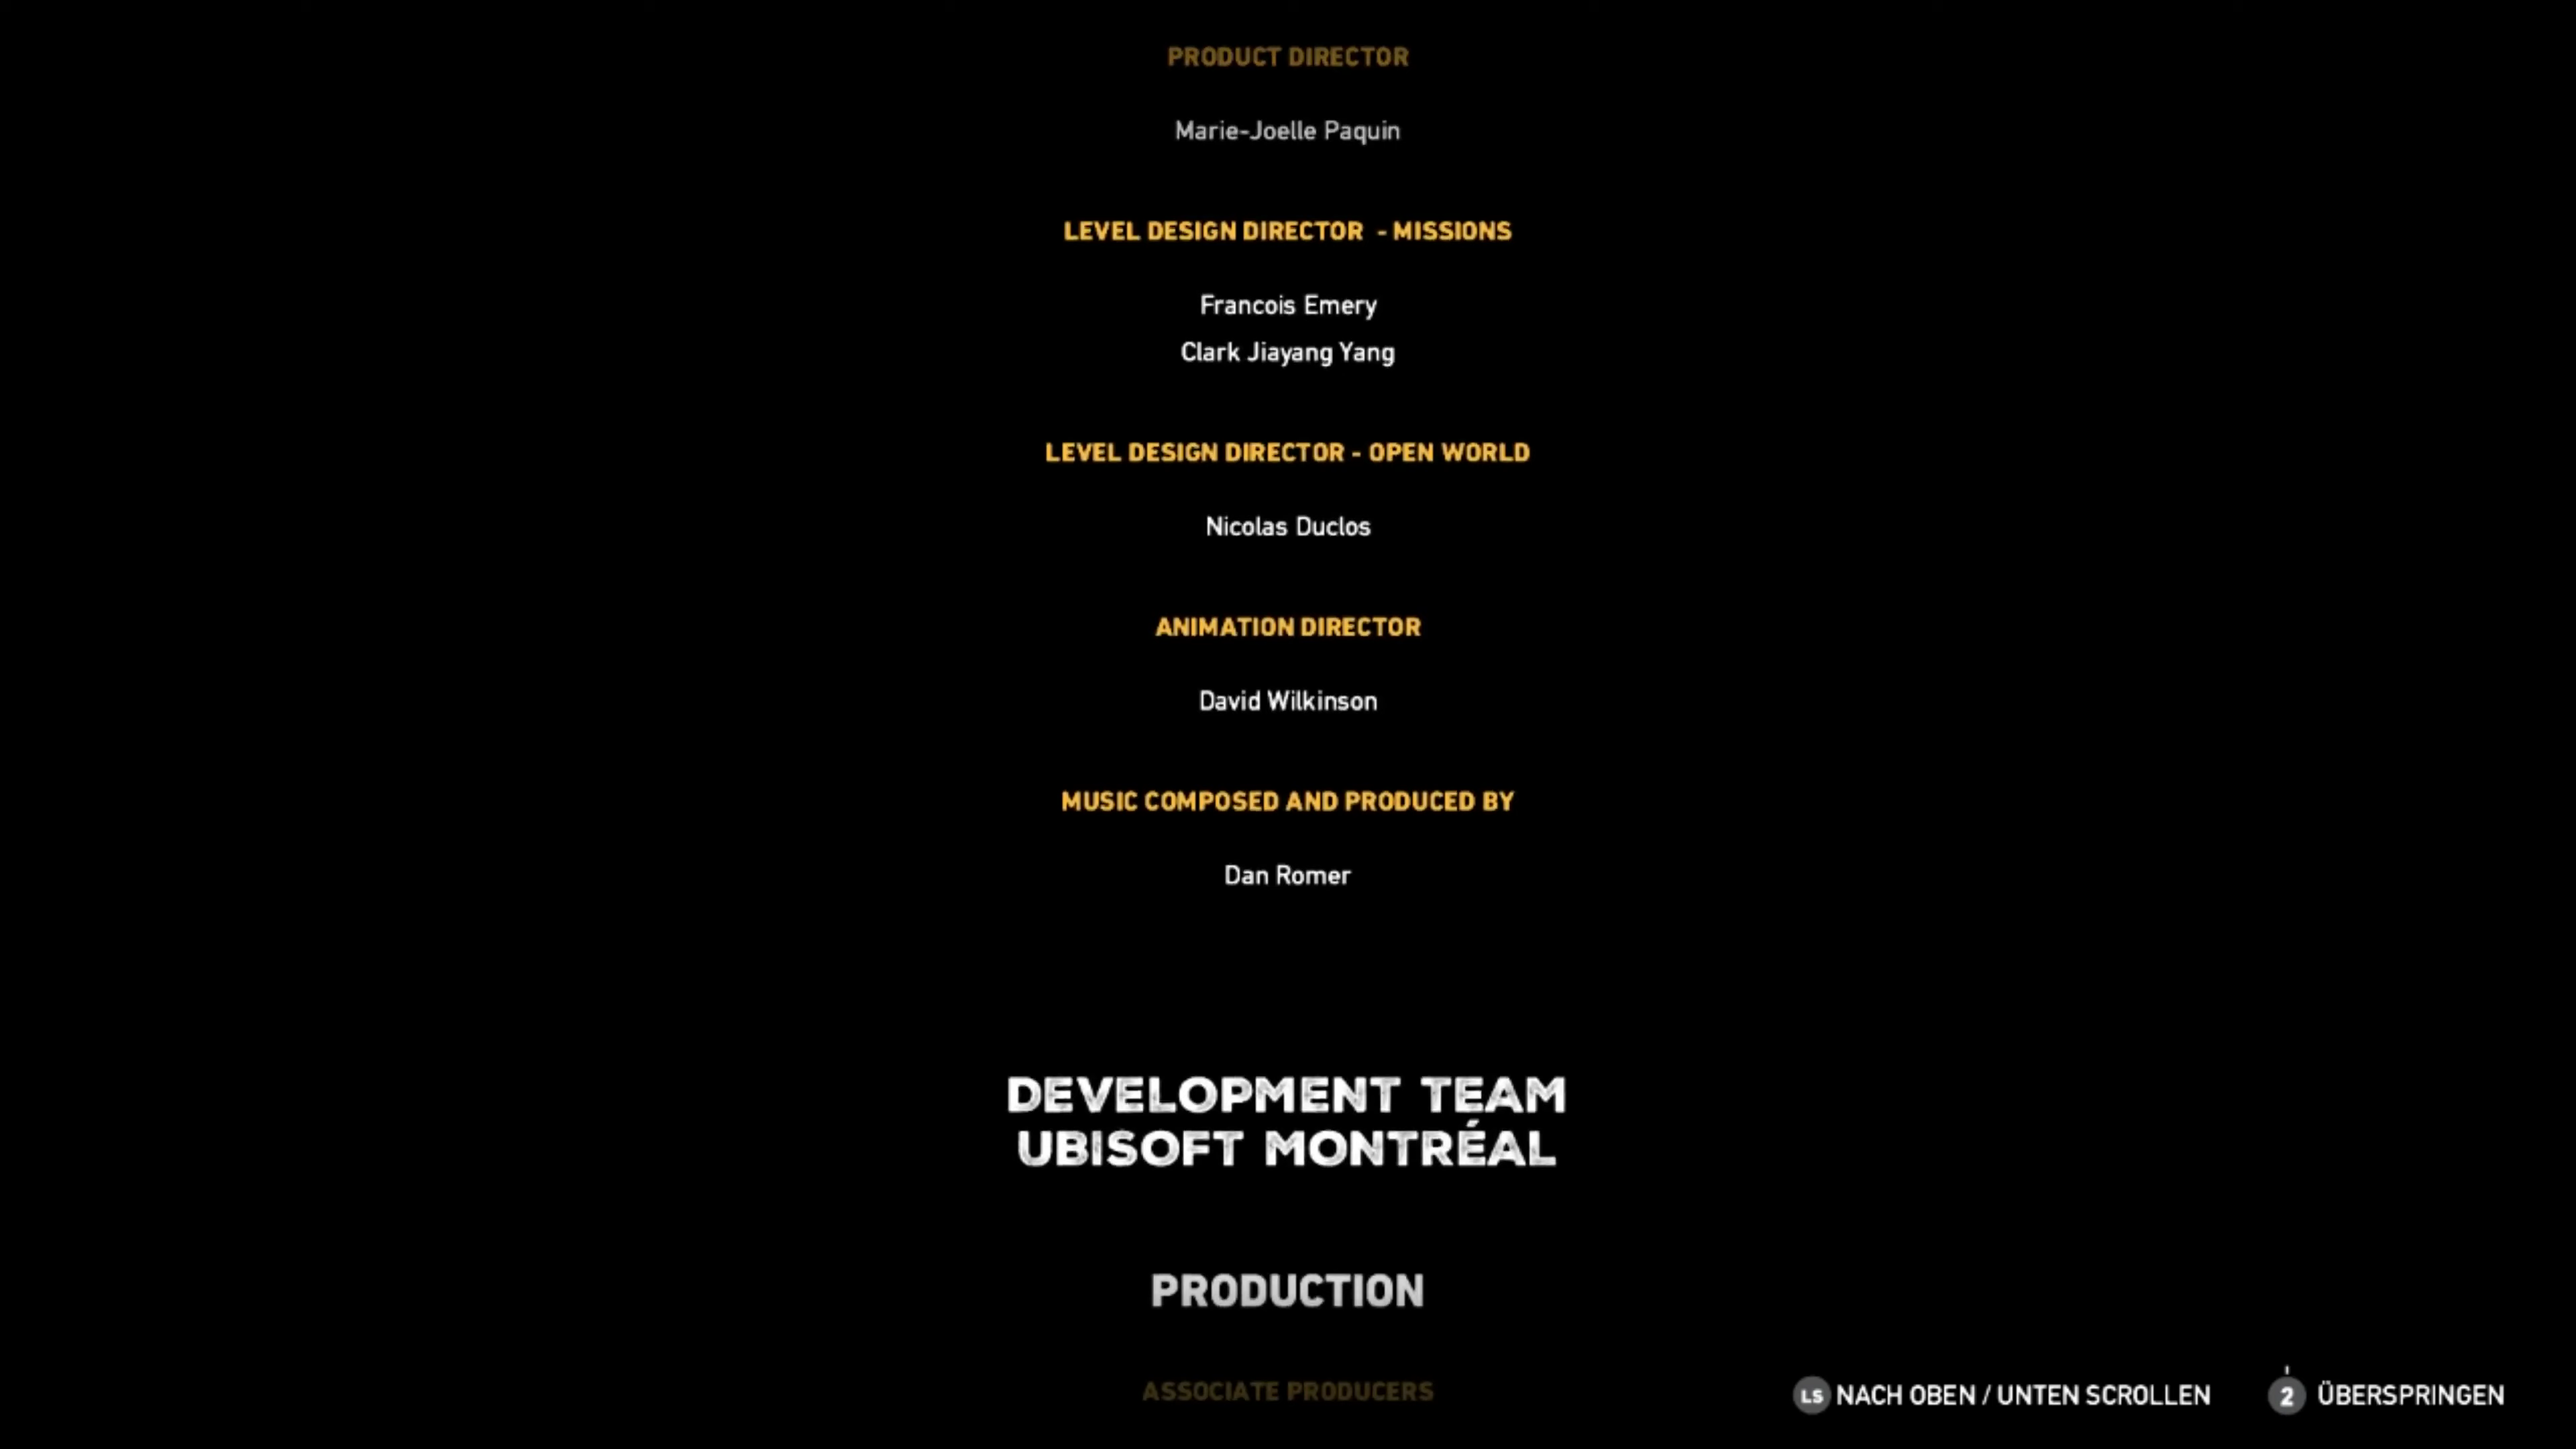 PRODUCT DIRECTOR
Marie-Joelle Paquin
LEVEL DESIGN DIRECTOR - MISSIONS
Francois Emery
Clark Jiayang Yang
LEVEL DESIGN DIRECTOR - OPEN WORLD
Nicolas Duclos
ANIMATION DIRECTOR
David Wilkinson
MUSIC COMPOSED AND PRODUCED BY
Dan Romer
DEVELOPMENT TEAM
UBISOFT MONTRÉAL
PRODUCTION
ASSOCIATE PRODUCERS
LS NACH OBEN / UNTEN SCROLLEN 2 ÜBERSPRINGEN